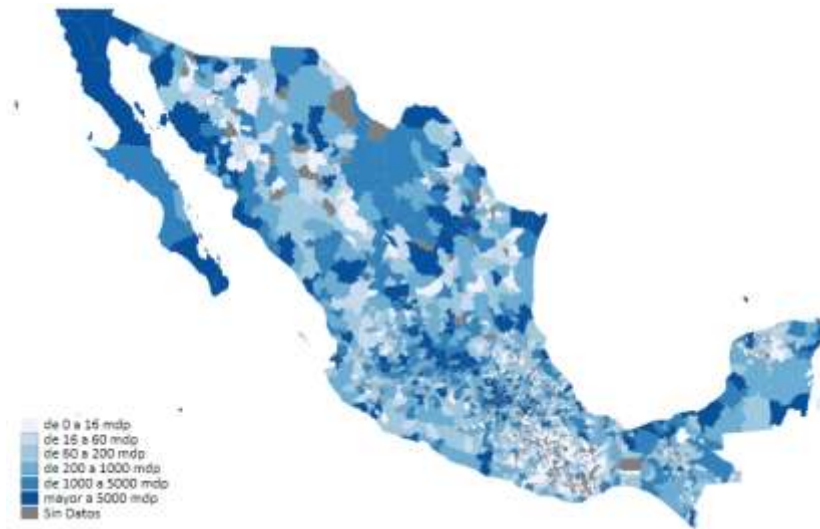 de 0 a 16 mdp
de 16 a 60 mdp
de 60 a 200 mdp
de 200 a 1000 mdp
de 1000 a 5000 mdp
mayor a 5000 mdp
Sin Datos